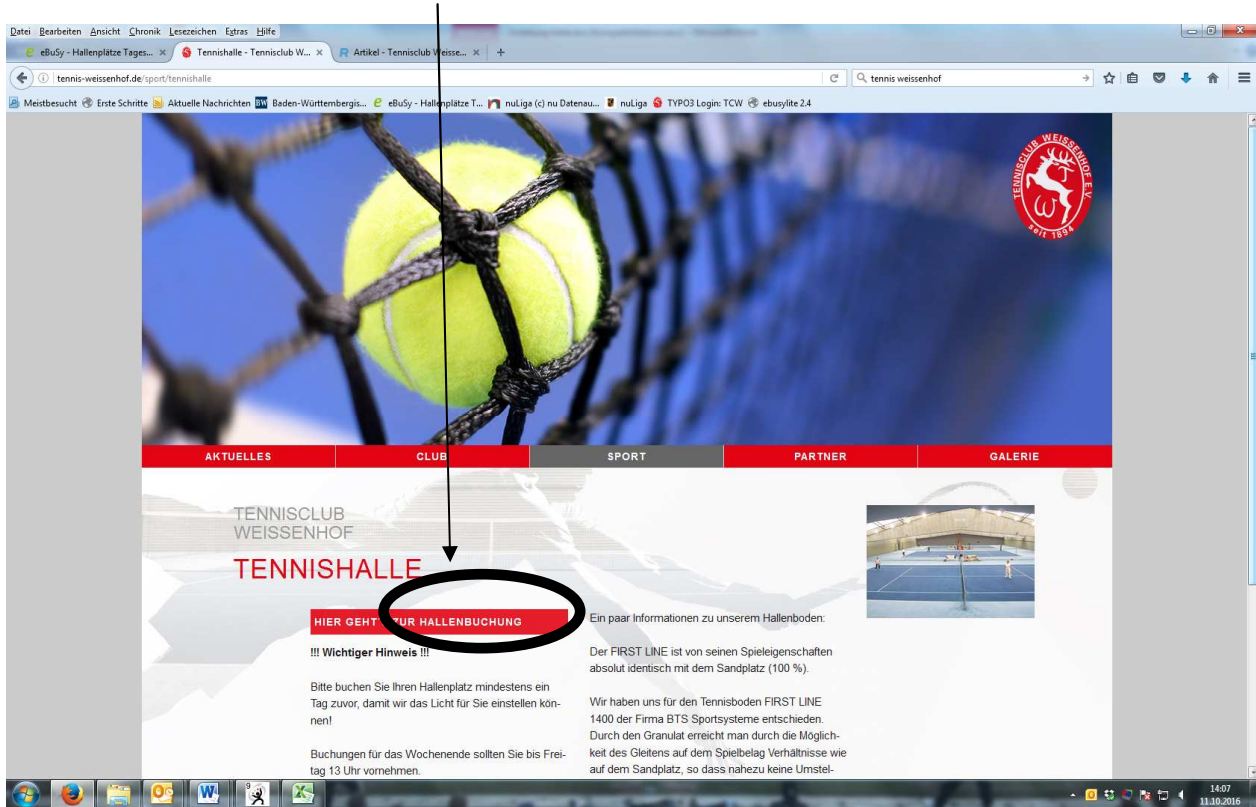 Datei Bearbeiten Ansicht Chronik Lesezeichen Extras Hilfe
eBuSy - Hallenplätze Tages... × Tennishalle - Tennisclub W... × Artikel - Tennisclub Weisse... × +
tennis-weissenhof.de/sport/tennishalle tennis weissenhof
Meistbesucht Erste Schritte Aktuelle Nachrichten BW Baden-Württembergis... eBuSy - Hallenplätze T... nuLiga (c) nu Datenau... nuLiga TYPO3 Login: TCW ebusylite 2.4
TENNISCLUB WEISSENHOF E.V.
seit 1894
AKTUELLES CLUB SPORT PARTNER GALERIE
TENNISCLUB
WEISSENHOF
TENNISHALLE
HIER GEHT ZUR HALLENBUCHUNG
!!! Wichtiger Hinweis !!!
Bitte buchen Sie Ihren Hallenplatz mindestens ein
Tag zuvor, damit wir das Licht für Sie einstellen kön-
nen!
Buchungen für das Wochenende sollten Sie bis Frei-
tag 13 Uhr vornehmen.
Ein paar Informationen zu unserem Hallenboden:
Der FIRST LINE ist von seinen Spieleigenschaften
absolut identisch mit dem Sandplatz (100 %).
Wir haben uns für den Tennisboden FIRST LINE
1400 der Firma BTS Sportsysteme entschieden.
Durch den Granulat erreicht man durch die Möglich-
keit des Gleitens auf dem Spielbelag Verhältnisse wie
auf dem Sandplatz, so dass nahezu keine Umstel-
14:07
11.10.2016